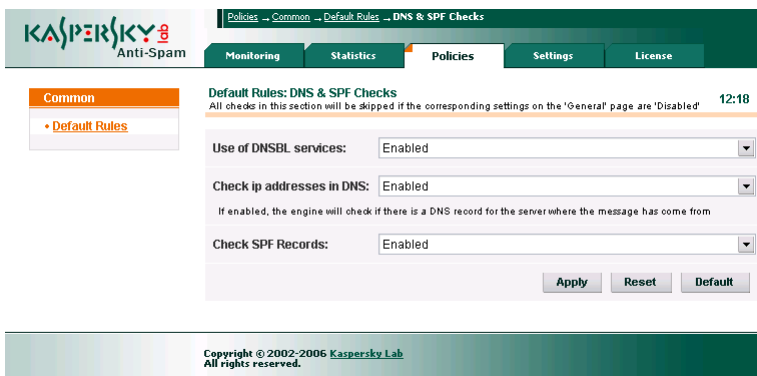 Policies → Common → Default Rules → DNS & SPF Checks
KASPERSKY lab
Anti-Spam
Monitoring
Statistics
Policies
Settings
License
Common
Default Rules
Default Rules: DNS & SPF Checks
All checks in this section will be skipped if the corresponding settings on the 'General' page are 'Disabled'
12:18
Use of DNSBL services:
Enabled
Check ip addresses in DNS:
Enabled
If enabled, the engine will check if there is a DNS record for the server where the message has come from
Check SPF Records:
Enabled
Apply
Reset
Default
Copyright © 2002-2006 Kaspersky Lab
All rights reserved.